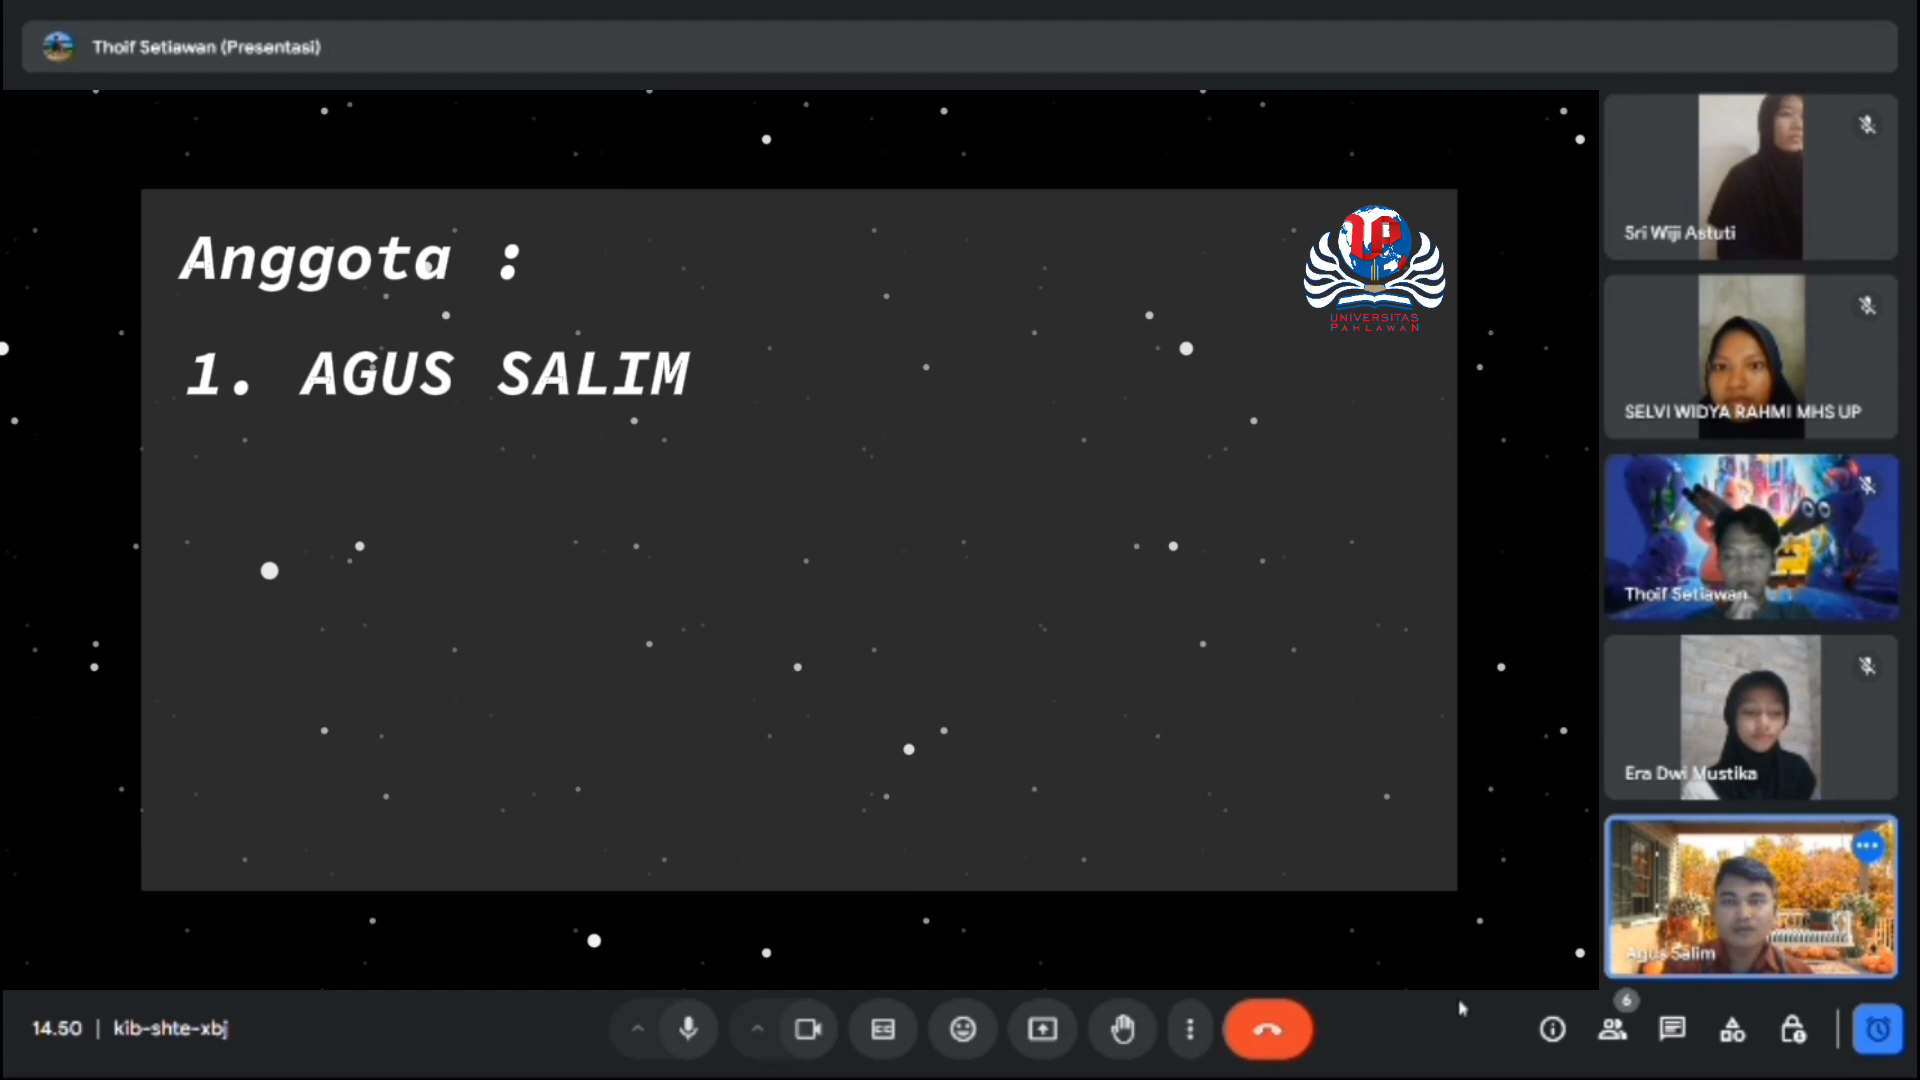 Thoif Setiawan (Presentasi)
Anggota :
1. AGUS SALIM
UNIVERSITAS
PAHLAWAN
Sri Wiji Astuti
SELVI WIDYA RAHMI MHS UP
Thoif Setiawan
Era Dwi Mustika
Agus Salim
14.50 | kib-shte-xbj
6